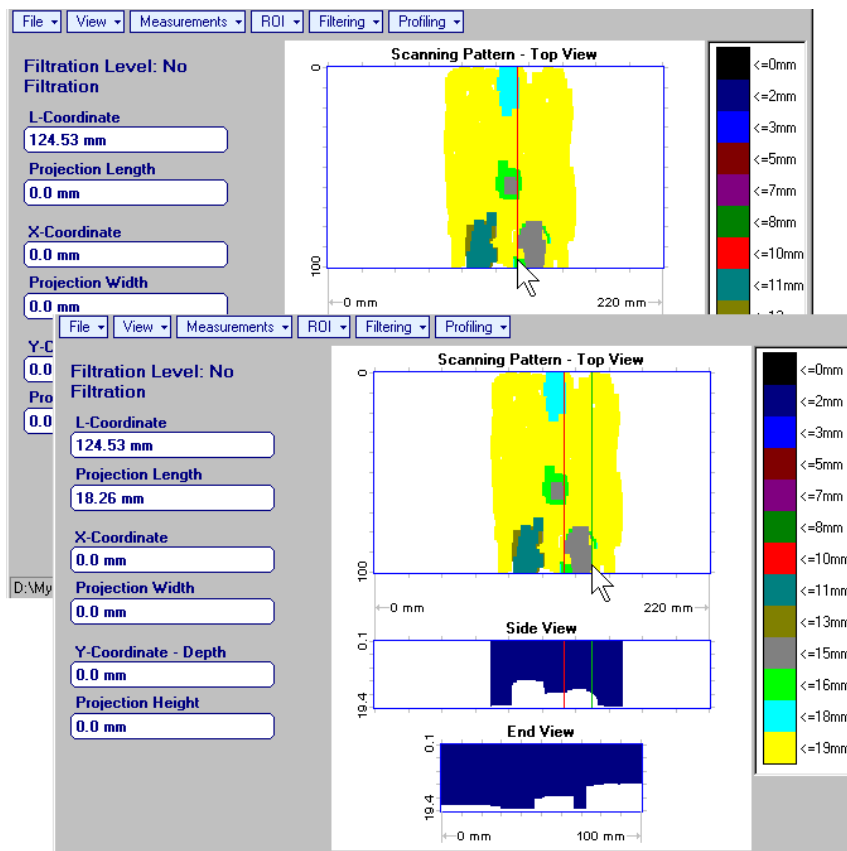 File View Measurements ROI Filtering Profiling
Filtration Level: No
Filtration
L-Coordinate
124.53 mm
Projection Length
0.0 mm
X-Coordinate
0.0 mm
Projection Width
0.0 mm
Scanning Pattern - Top View
0
100
0 mm
220 mm
<=0mm
<=2mm
<=3mm
<=5mm
<=7mm
<=8mm
<=10mm
<=11mm
Y-C
0.0
Pro
0.0
D:\My
File View Measurements ROI Filtering Profiling
Filtration Level: No
Filtration
L-Coordinate
124.53 mm
Projection Length
18.26 mm
X-Coordinate
0.0 mm
Projection Width
0.0 mm
Y-Coordinate - Depth
0.0 mm
Projection Height
0.0 mm
Scanning Pattern - Top View
0
100
0 mm
220 mm
Side View
0.1
19.4
End View
0.1
19.4
0 mm
100 mm
<=0mm
<=2mm
<=3mm
<=5mm
<=7mm
<=8mm
<=10mm
<=11mm
<=13mm
<=15mm
<=16mm
<=18mm
<=19mm